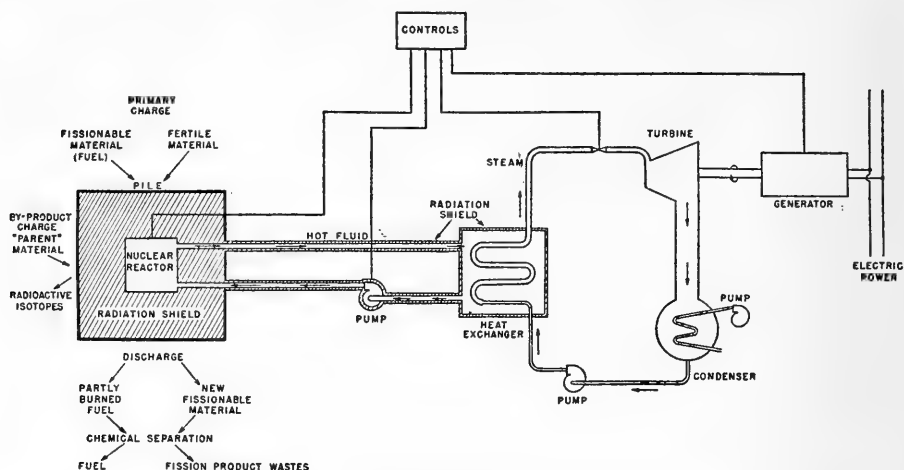 CONTROLS
PRIMARY
CHARGE
FISSIONABLE
MATERIAL
(FUEL)
FERTILE
MATERIAL
PILE
BY-PRODUCT
CHARGE
"PARENT"
MATERIAL
RADIOACTIVE
ISOTOPES
NUCLEAR
REACTOR
RADIATION SHIELD
HOT FLUID
RADIATION
SHIELD
PUMP
HEAT
EXCHANGER
STEAM
TURBINE
GENERATOR
ELECTRIC
POWER
PUMP
CONDENSER
PUMP
DISCHARGE
PARTLY
BURNED
FUEL
NEW
FISSIONABLE
MATERIAL
CHEMICAL SEPARATION
FUEL
FISSION PRODUCT WASTES